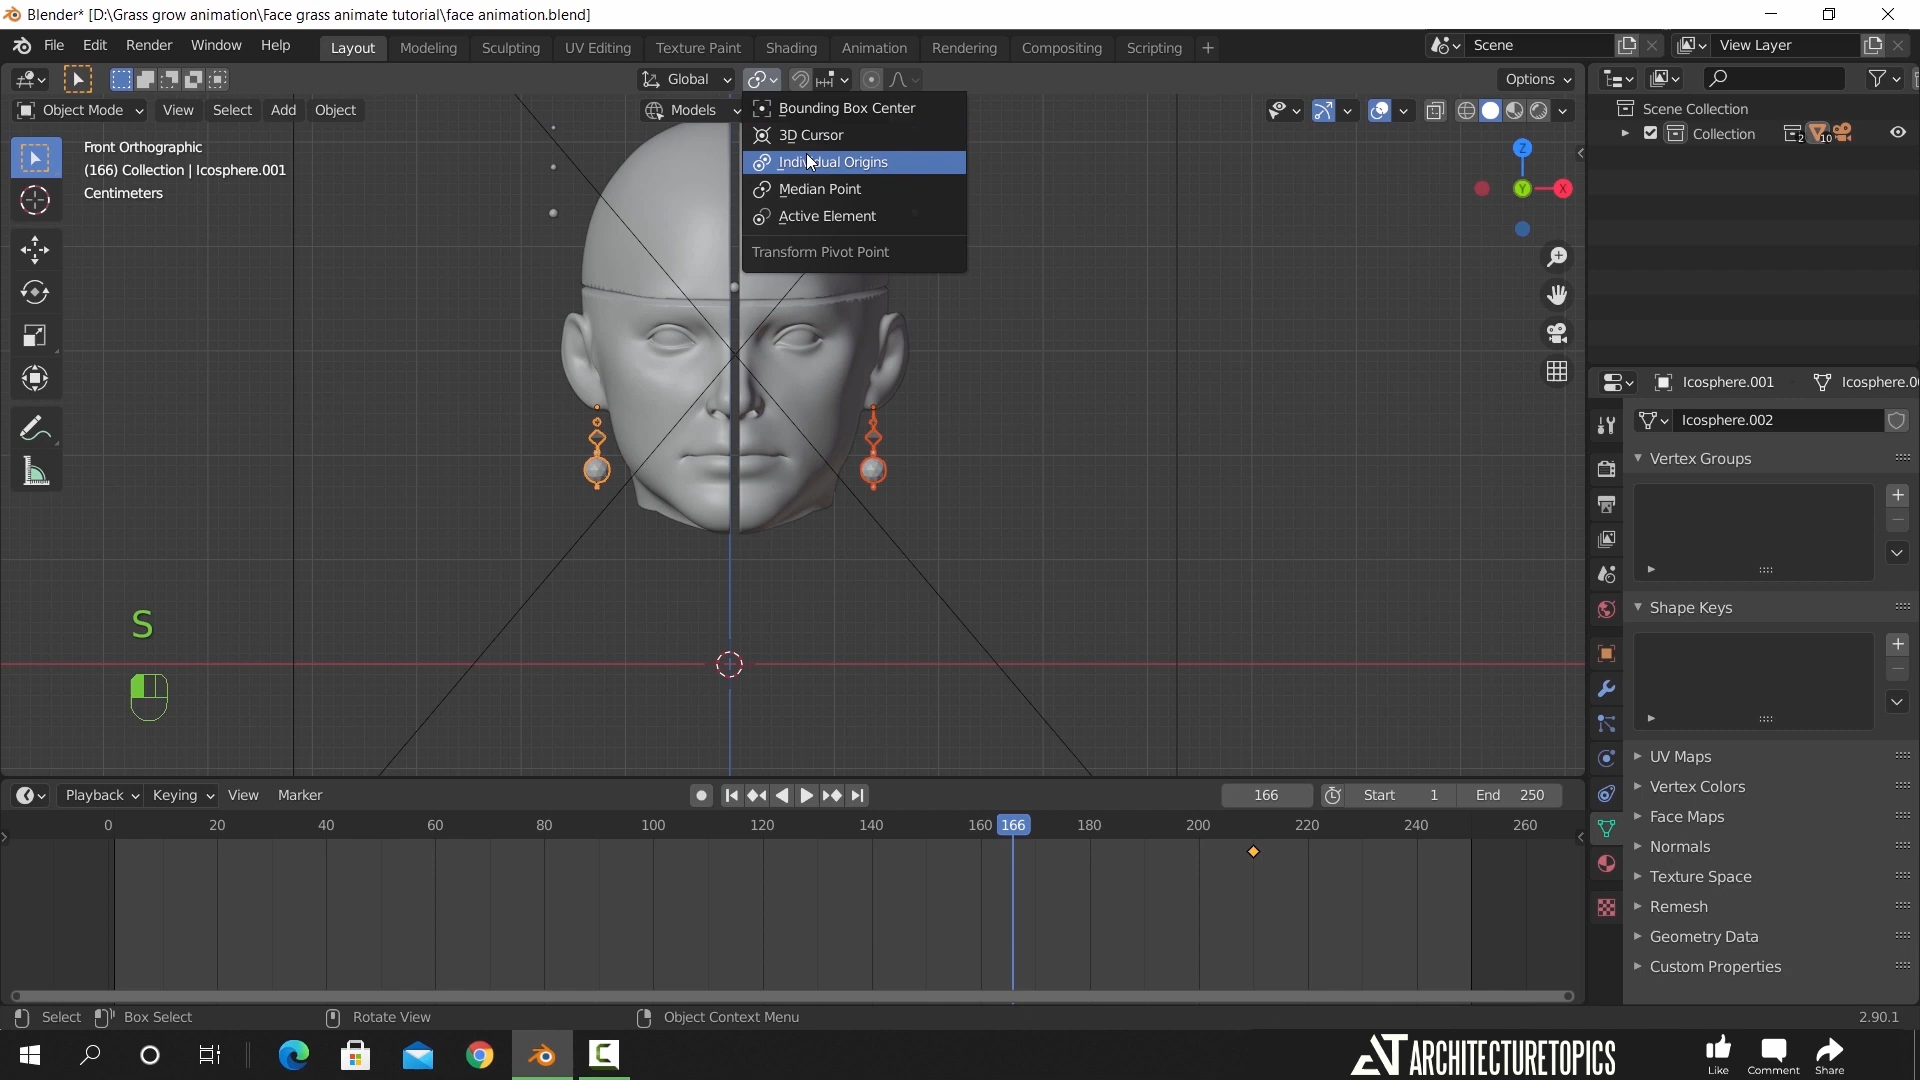 Blender* [D:\Grass grow animation\Face grass animate tutorial\face animation.blend]
File Edit Render Window Help
Layout Modeling Sculpting UV Editing Texture Paint Shading Animation Rendering Compositing Scripting +
Scene
View Layer
Global
Options
Object Mode View Select Add Object
Models
Bounding Box Center
3D Cursor
Individual Origins
Median Point
Active Element
Transform Pivot Point
Front Orthographic
(166) Collection | Icosphere.001
Centimeters
Z
Y
X
Scene Collection
Collection
2
10
Icosphere.001
Icosphere.0
Icosphere.002
Vertex Groups
Shape Keys
UV Maps
Vertex Colors
Face Maps
Normals
Texture Space
Remesh
Geometry Data
Custom Properties
S
Playback Keying View Marker
166
Start 1
End 250
0 20 40 60 80 100 120 140 160 166 180 200 220 240 260
Select
Box Select
Rotate View
Object Context Menu
2.90.1
ARCHITECTURETOPICS
Like
Comment
Share